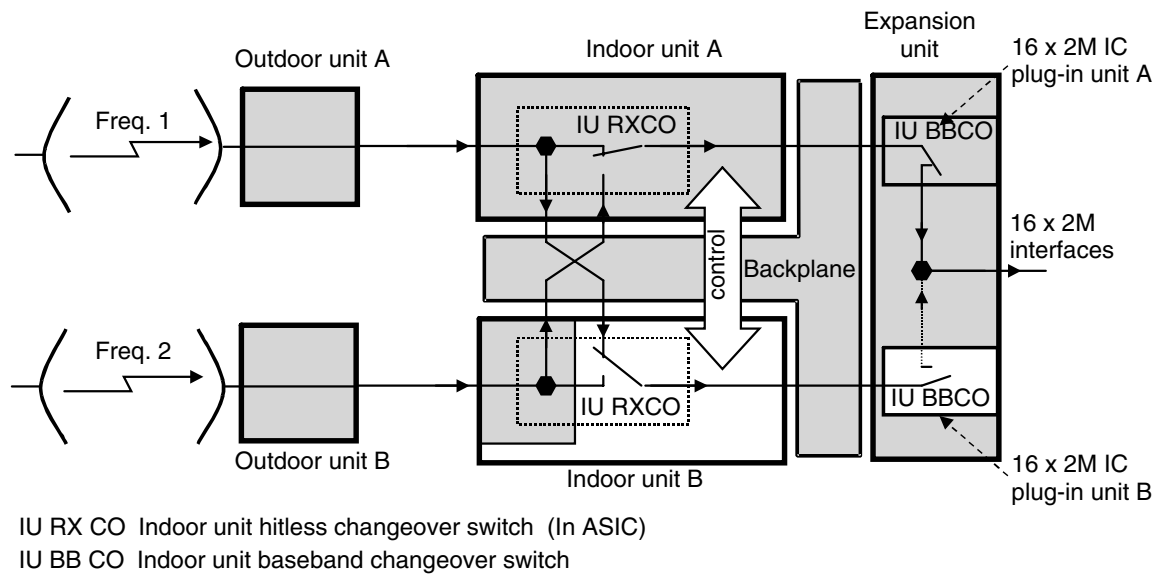 Expansion
unit
16 x 2M IC
plug-in unit A
Outdoor unit A
Indoor unit A
Freq. 1
IU RXCO
IU BBCO
16 x 2M
interfaces
control
Backplane
Freq. 2
IU RXCO
IU BBCO
Outdoor unit B
Indoor unit B
16 x 2M IC
plug-in unit B
IU RX CO Indoor unit hitless changeover switch (In ASIC)
IU BB CO Indoor unit baseband changeover switch